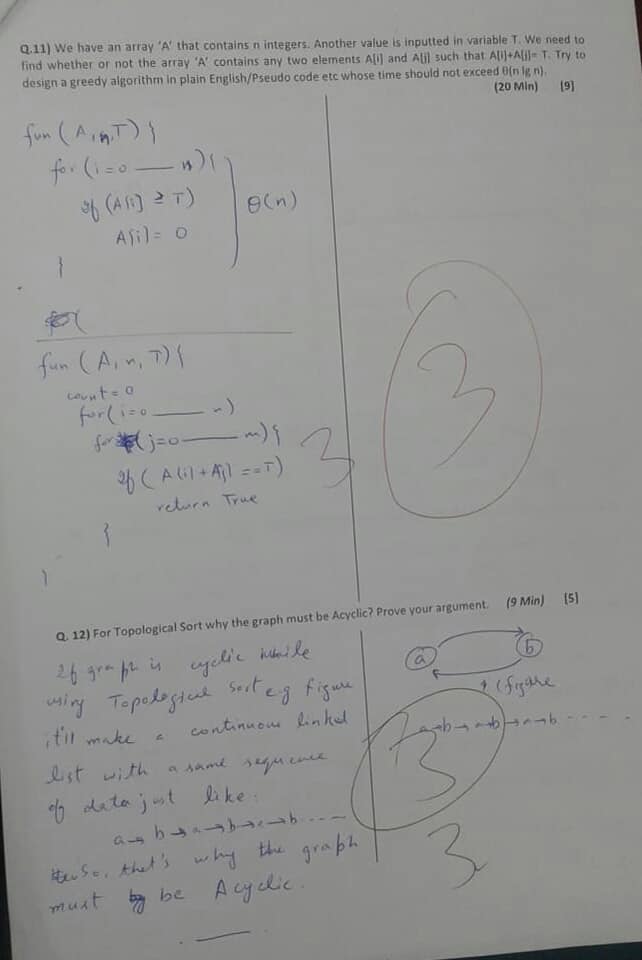 Q.11) We have an array 'A' that contains n integers. Another value is inputted in variable T. We need to
find whether or not the array 'A' contains any two elements A[i] and A[j] such that A[i]+A[j]= T. Try to
design a greedy algorithm in plain English/Pseudo code etc whose time should not exceed θ(n lg n).
(20 Min) [9]
fun (A, n, T) {
for (i = 0 — n) {
if (A[i] ≥ T)
A[i] = 0
}
θ(n)
fun (A, n, T) {
count = 0
for (i = 0 — n)
for (j = 0 — n) {
if (A[i] + A[j] == T)
return True
}
}
3
3
Q. 12) For Topological Sort why the graph must be Acyclic? Prove your argument. (9 Min) [5]
If graph is cyclic while
using Topological Sort e.g figure
it'll make a continuous linked
list with a same sequence
of data just like:
a → b → a → b → a → b - - - -
So, that's why the graph
must be Acyclic.
a b
figure
a → b → a → b → a → b - - - -
3
3